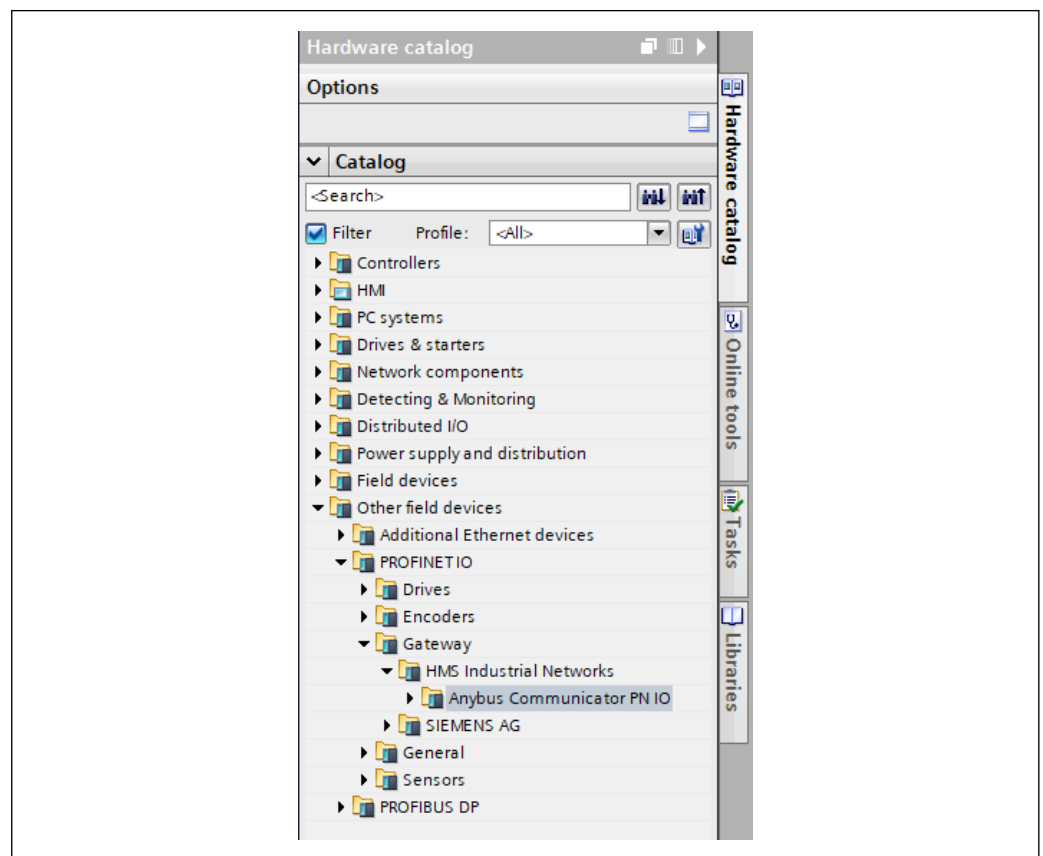 Hardware catalog
Options
Catalog
<Search>
Filter Profile: <All>
Controllers
HMI
PC systems
Drives & starters
Network components
Detecting & Monitoring
Distributed I/O
Power supply and distribution
Field devices
Other field devices
Additional Ethernet devices
PROFINET IO
Drives
Encoders
Gateway
HMS Industrial Networks
Anybus Communicator PN IO
SIEMENS AG
General
Sensors
PROFIBUS DP
Hardware catalog
Online tools
Tasks
Libraries